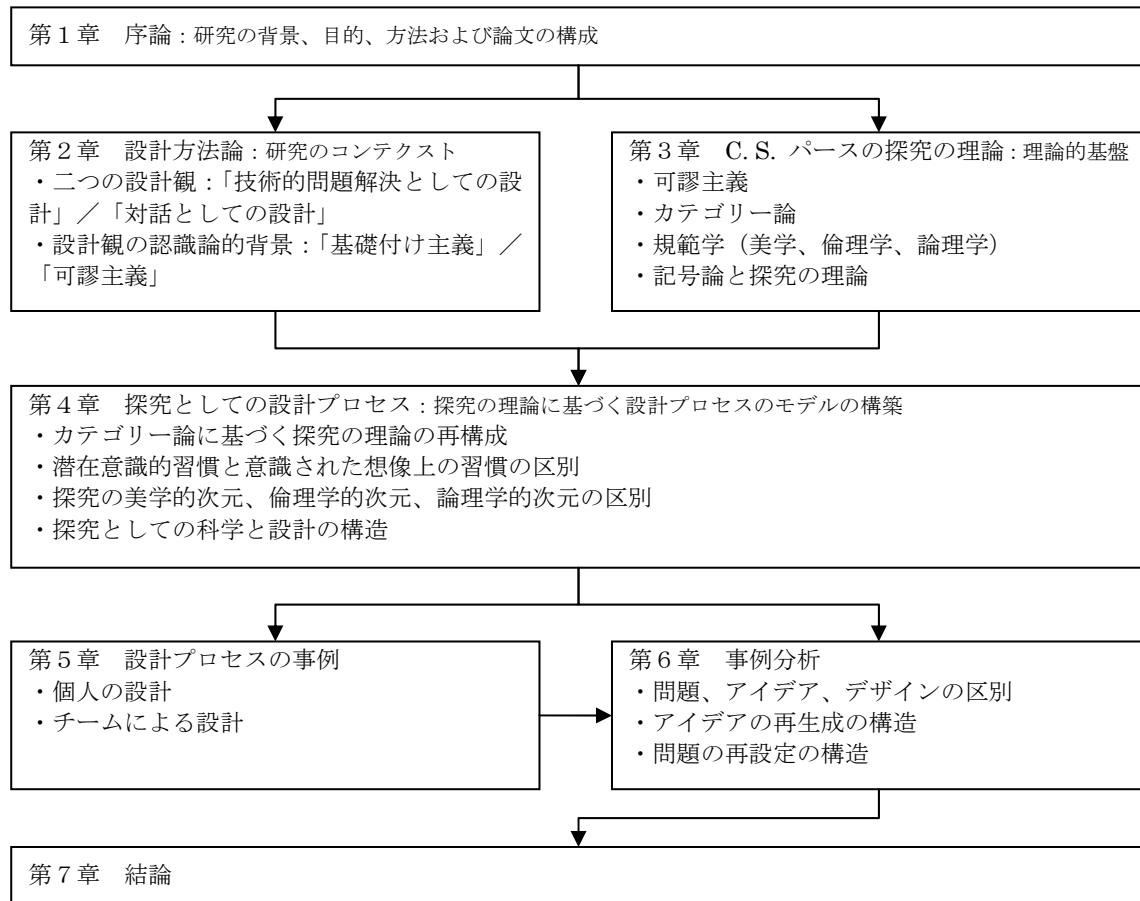 第１章　序論：研究の背景、目的、方法および論文の構成
第２章　設計方法論：研究のコンテクスト
・二つの設計観：「技術的問題解決としての設
計」／「対話としての設計」
・設計観の認識論的背景：「基礎付け主義」／
「可謬主義」
第３章　C. S. パースの探究の理論：理論的基盤
・可謬主義
・カテゴリー論
・規範学（美学、倫理学、論理学）
・記号論と探究の理論
第４章　探究としての設計プロセス：探究の理論に基づく設計プロセスのモデルの構築
・カテゴリー論に基づく探究の理論の再構成
・潜在意識的習慣と意識された想像上の習慣の区別
・探究の美学的次元、倫理学的次元、論理学的次元の区別
・探究としての科学と設計の構造
第５章　設計プロセスの事例
・個人の設計
・チームによる設計
第６章　事例分析
・問題、アイデア、デザインの区別
・アイデアの再生成の構造
・問題の再設定の構造
第７章　結論